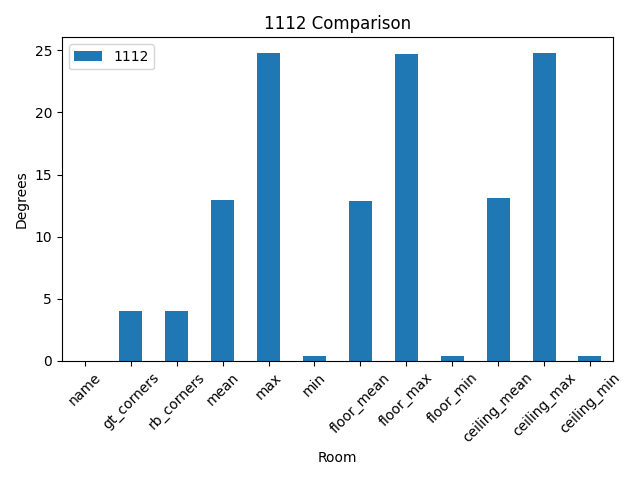 1112 Comparison
1112
Degrees
25
20
15
10
5
0
name
gt_corners
rb_corners
mean
max
min
floor_mean
floor_max
floor_min
ceiling_mean
ceiling_max
ceiling_min
Room